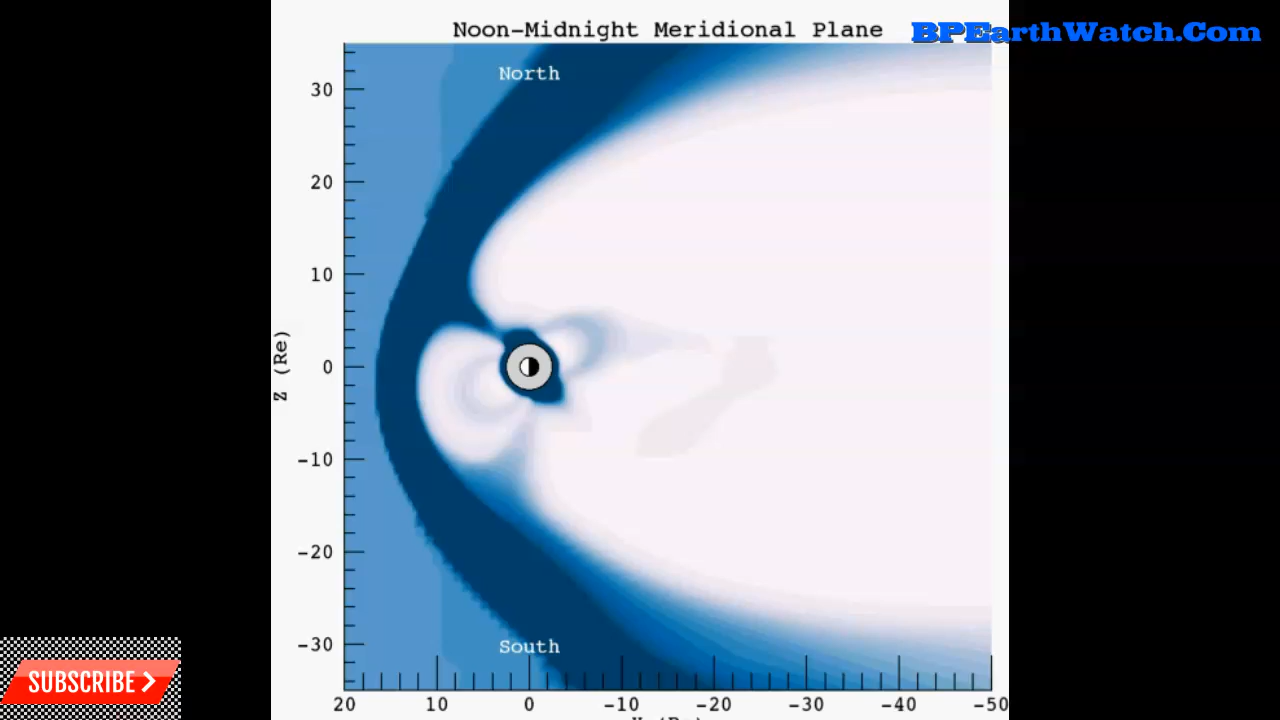 Noon-Midnight Meridional Plane
BPEarthWatch.Com
North
30
20
10
0
-10
-20
-30
Z (Re)
South
20 10 0 -10 -20 -30 -40 -50
SUBSCRIBE